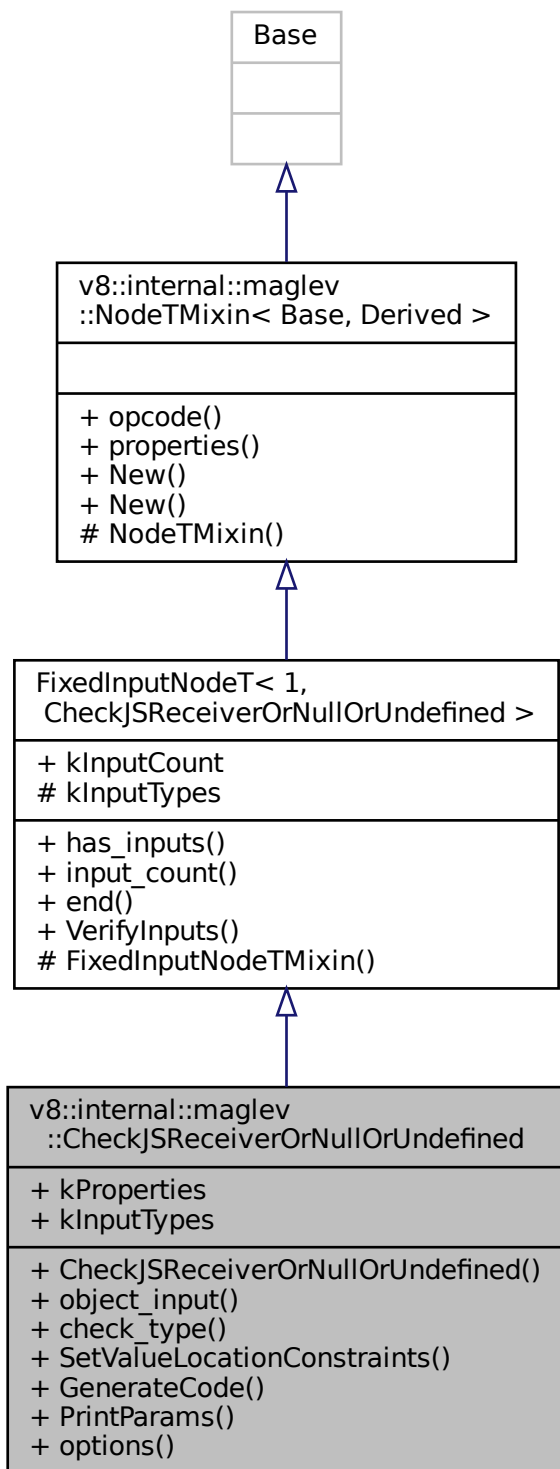 Base
v8::internal::maglev
::NodeTMixin< Base, Derived >
+ opcode()
+ properties()
+ New()
+ New()
# NodeTMixin()
FixedInputNodeT< 1,
CheckJSReceiverOrNullOrUndefined >
+ kInputCount
# kInputTypes
+ has_inputs()
+ input_count()
+ end()
+ VerifyInputs()
# FixedInputNodeTMixin()
v8::internal::maglev
::CheckJSReceiverOrNullOrUndefined
+ kProperties
+ kInputTypes
+ CheckJSReceiverOrNullOrUndefined()
+ object_input()
+ check_type()
+ SetValueLocationConstraints()
+ GenerateCode()
+ PrintParams()
+ options()